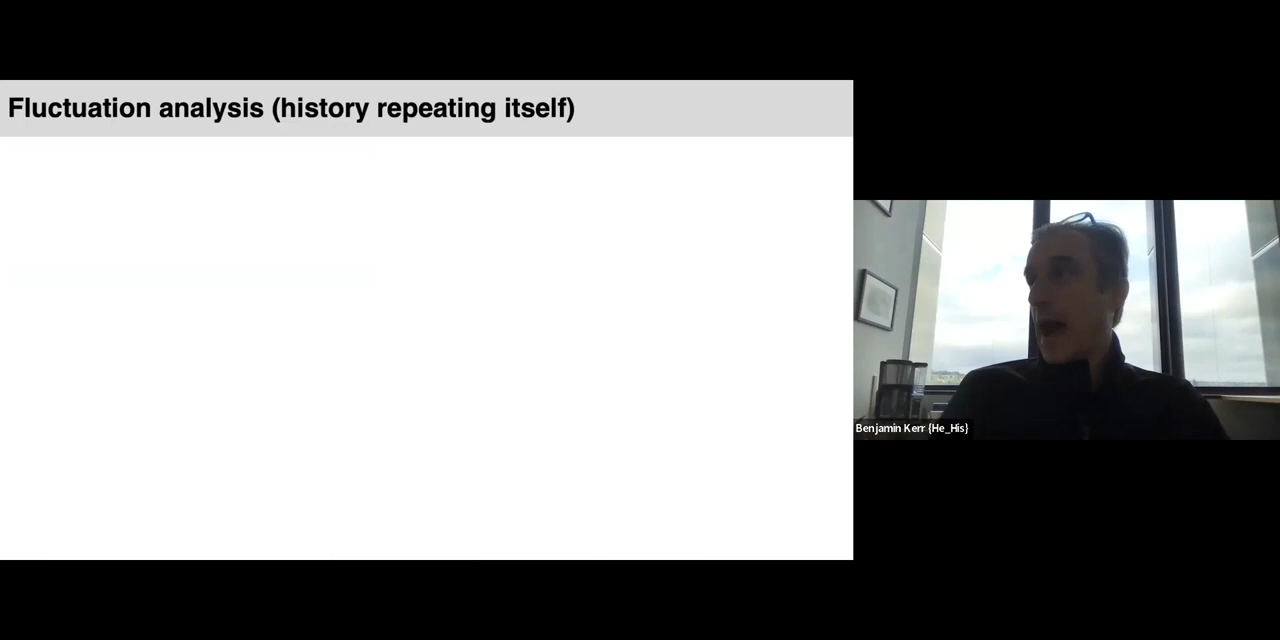 Fluctuation analysis (history repeating itself)
Benjamin Kerr {He_His}